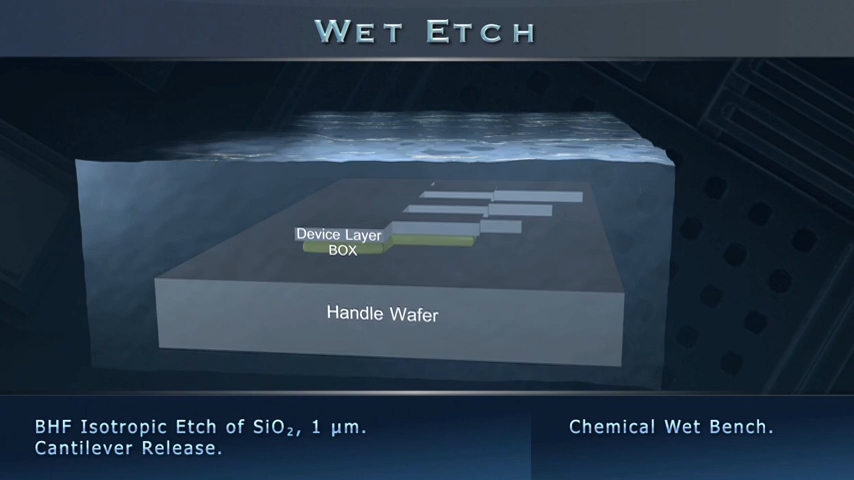 WET ETCH
Device Layer
BOX
Handle Wafer
BHF Isotropic Etch of SiO₂, 1 µm.
Cantilever Release.
Chemical Wet Bench.